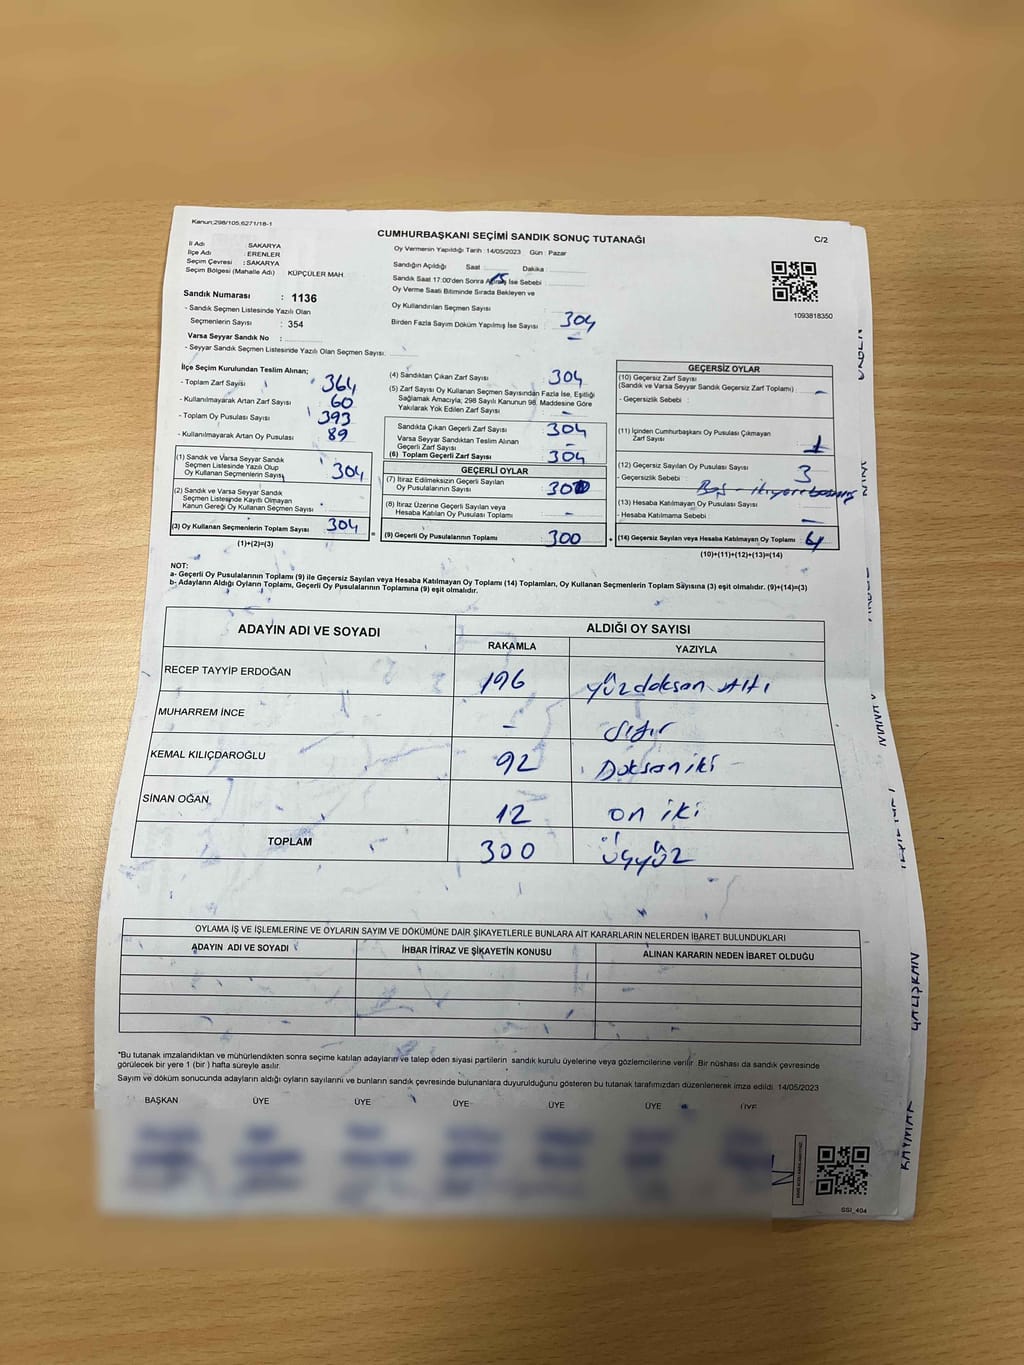 Kanun;298/105,6271/18-1
CUMHURBAŞKANI SEÇİMİ SANDIK SONUÇ TUTANAĞI
C/2
İl Adı : SAKARYA
İlçe Adı : ERENLER
Seçim Çevresi : SAKARYA
Seçim Bölgesi (Mahalle Adı) KÜPÇÜLER MAH.
Oy Vermenin Yapıldığı Tarih : 14/05/2023 Gün : Pazar
Sandığın Açıldığı Saat Dakika
Sandık Saat 17:00'den Sonra Açılmış İse Sebebi
Oy Verme Saati Bitiminde Sırada Bekleyen ve
Oy Kullandırılan Seçmen Sayısı
Birden Fazla Sayım Döküm Yapılmış İse Sayısı 304
1093818350
Sandık Numarası : 1136
- Sandık Seçmen Listesinde Yazılı Olan
Seçmenlerin Sayısı : 354
Varsa Seyyar Sandık No :
- Seyyar Sandık Seçmen Listesinde Yazılı Olan Seçmen Sayısı:
İlçe Seçim Kurulundan Teslim Alınan;
- Toplam Zarf Sayısı 364
- Kullanılmayarak Artan Zarf Sayısı 60
- Toplam Oy Pusulası Sayısı 393
- Kullanılmayarak Artan Oy Pusulası 89
(1) Sandık ve Varsa Seyyar Sandık
Seçmen Listesinde Yazılı Olup
Oy Kullanan Seçmenlerin Sayısı 304
(2) Sandık ve Varsa Seyyar Sandık
Seçmen Listesinde Kayıtlı Olmayan
Kanun Gereği Oy Kullanan Seçmen Sayısı
(3) Oy Kullanan Seçmenlerin Toplam Sayısı 304
(1)+(2)=(3)
(4) Sandıktan Çıkan Zarf Sayısı 304
(5) Zarf Sayısı Oy Kullanan Seçmen Sayısından Fazla İse, Eşitliği
Sağlamak Amacıyla; 298 Sayılı Kanunun 98. Maddesine Göre
Yakılarak Yok Edilen Zarf Sayısı -
Sandıkta Çıkan Geçerli Zarf Sayısı 304
Varsa Seyyar Sandıktan Teslim Alınan
Geçerli Zarf Sayısı -
(6) Toplam Geçerli Zarf Sayısı 304
GEÇERLİ OYLAR
(7) İtiraz Edilmeksizin Geçerli Sayılan
Oy Pusulalarının Sayısı 300
(8) İtiraz Üzerine Geçerli Sayılan veya
Hesaba Katılan Oy Pusulası Toplamı -
(9) Geçerli Oy Pusulalarının Toplamı 300
GEÇERSİZ OYLAR
(10) Geçersiz Zarf Sayısı
(Sandık ve Varsa Seyyar Sandık Geçersiz Zarf Toplamı) -
- Geçersizlik Sebebi :
(11) İçinden Cumhurbaşkanı Oy Pusulası Çıkmayan
Zarf Sayısı 1
(12) Geçersiz Sayılan Oy Pusulası Sayısı 3
- Geçersizlik Sebebi
(13) Hesaba Katılmayan Oy Pusulası Sayısı
- Hesaba Katılmama Sebebi : -
(14) Geçersiz Sayılan veya Hesaba Katılmayan Oy Toplamı 4
(10)+(11)+(12)+(13)=(14)
NOT:
a- Geçerli Oy Pusulalarının Toplamı (9) ile Geçersiz Sayılan veya Hesaba Katılmayan Oy Toplamı (14) Toplamları, Oy Kullanan Seçmenlerin Toplam Sayısına (3) eşit olmalıdır. (9)+(14)=(3)
b- Adayların Aldığı Oyların Toplamı, Geçerli Oy Pusulalarının Toplamına (9) eşit olmalıdır.
ADAYIN ADI VE SOYADI ALDIĞI OY SAYISI
RAKAMLA YAZIYLA
RECEP TAYYİP ERDOĞAN 196 yüzdoksan altı
MUHARREM İNCE - Sıfır
KEMAL KILIÇDAROĞLU 92 Doksan iki -
SİNAN OĞAN 12 on iki
TOPLAM 300 üçyüz
OYLAMA İŞ VE İŞLEMLERİNE VE OYLARIN SAYIM VE DÖKÜMÜNE DAİR ŞİKAYETLERLE BUNLARA AİT KARARLARIN NELERDEN İBARET BULUNDUKLARI
ADAYIN ADI VE SOYADI İHBAR İTİRAZ VE ŞİKAYETİN KONUSU ALINAN KARARIN NEDEN İBARET OLDUĞU
*Bu tutanak imzalandıktan ve mühürlendikten sonra seçime katılan adayların ve talep eden siyasi partilerin sandık kurulu üyelerine veya gözlemcilerine verilir. Bir nüshası da sandık çevresinde
görülecek bir yere 1 (bir ) hafta süreyle asılır.
Sayım ve döküm sonucunda adayların aldığı oyların sayılarını ve bunların sandık çevresinde bulunanlara duyurulduğunu gösteren bu tutanak tarafımızdan düzenlenerek imza edildi. 14/05/2023
BAŞKAN ÜYE ÜYE ÜYE ÜYE ÜYE ÜYE
SSI_404
ÇALIŞKAN
KAYMAK